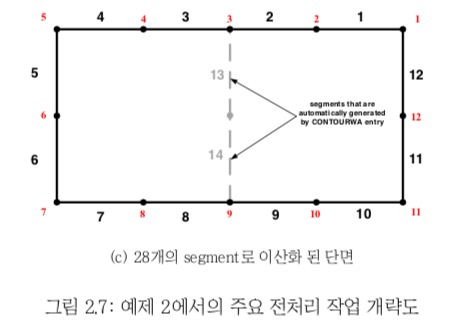 5 4 4 3 3 2 2 1 1
5 13 12
segments that are
automatically generated
by CONTOURWA entry
6 12
6 14 11
7 7 8 8 9 9 10 10 11
(c) 28개의 segment로 이산화 된 단면
그림 2.7: 예제 2에서의 주요 전처리 작업 개략도